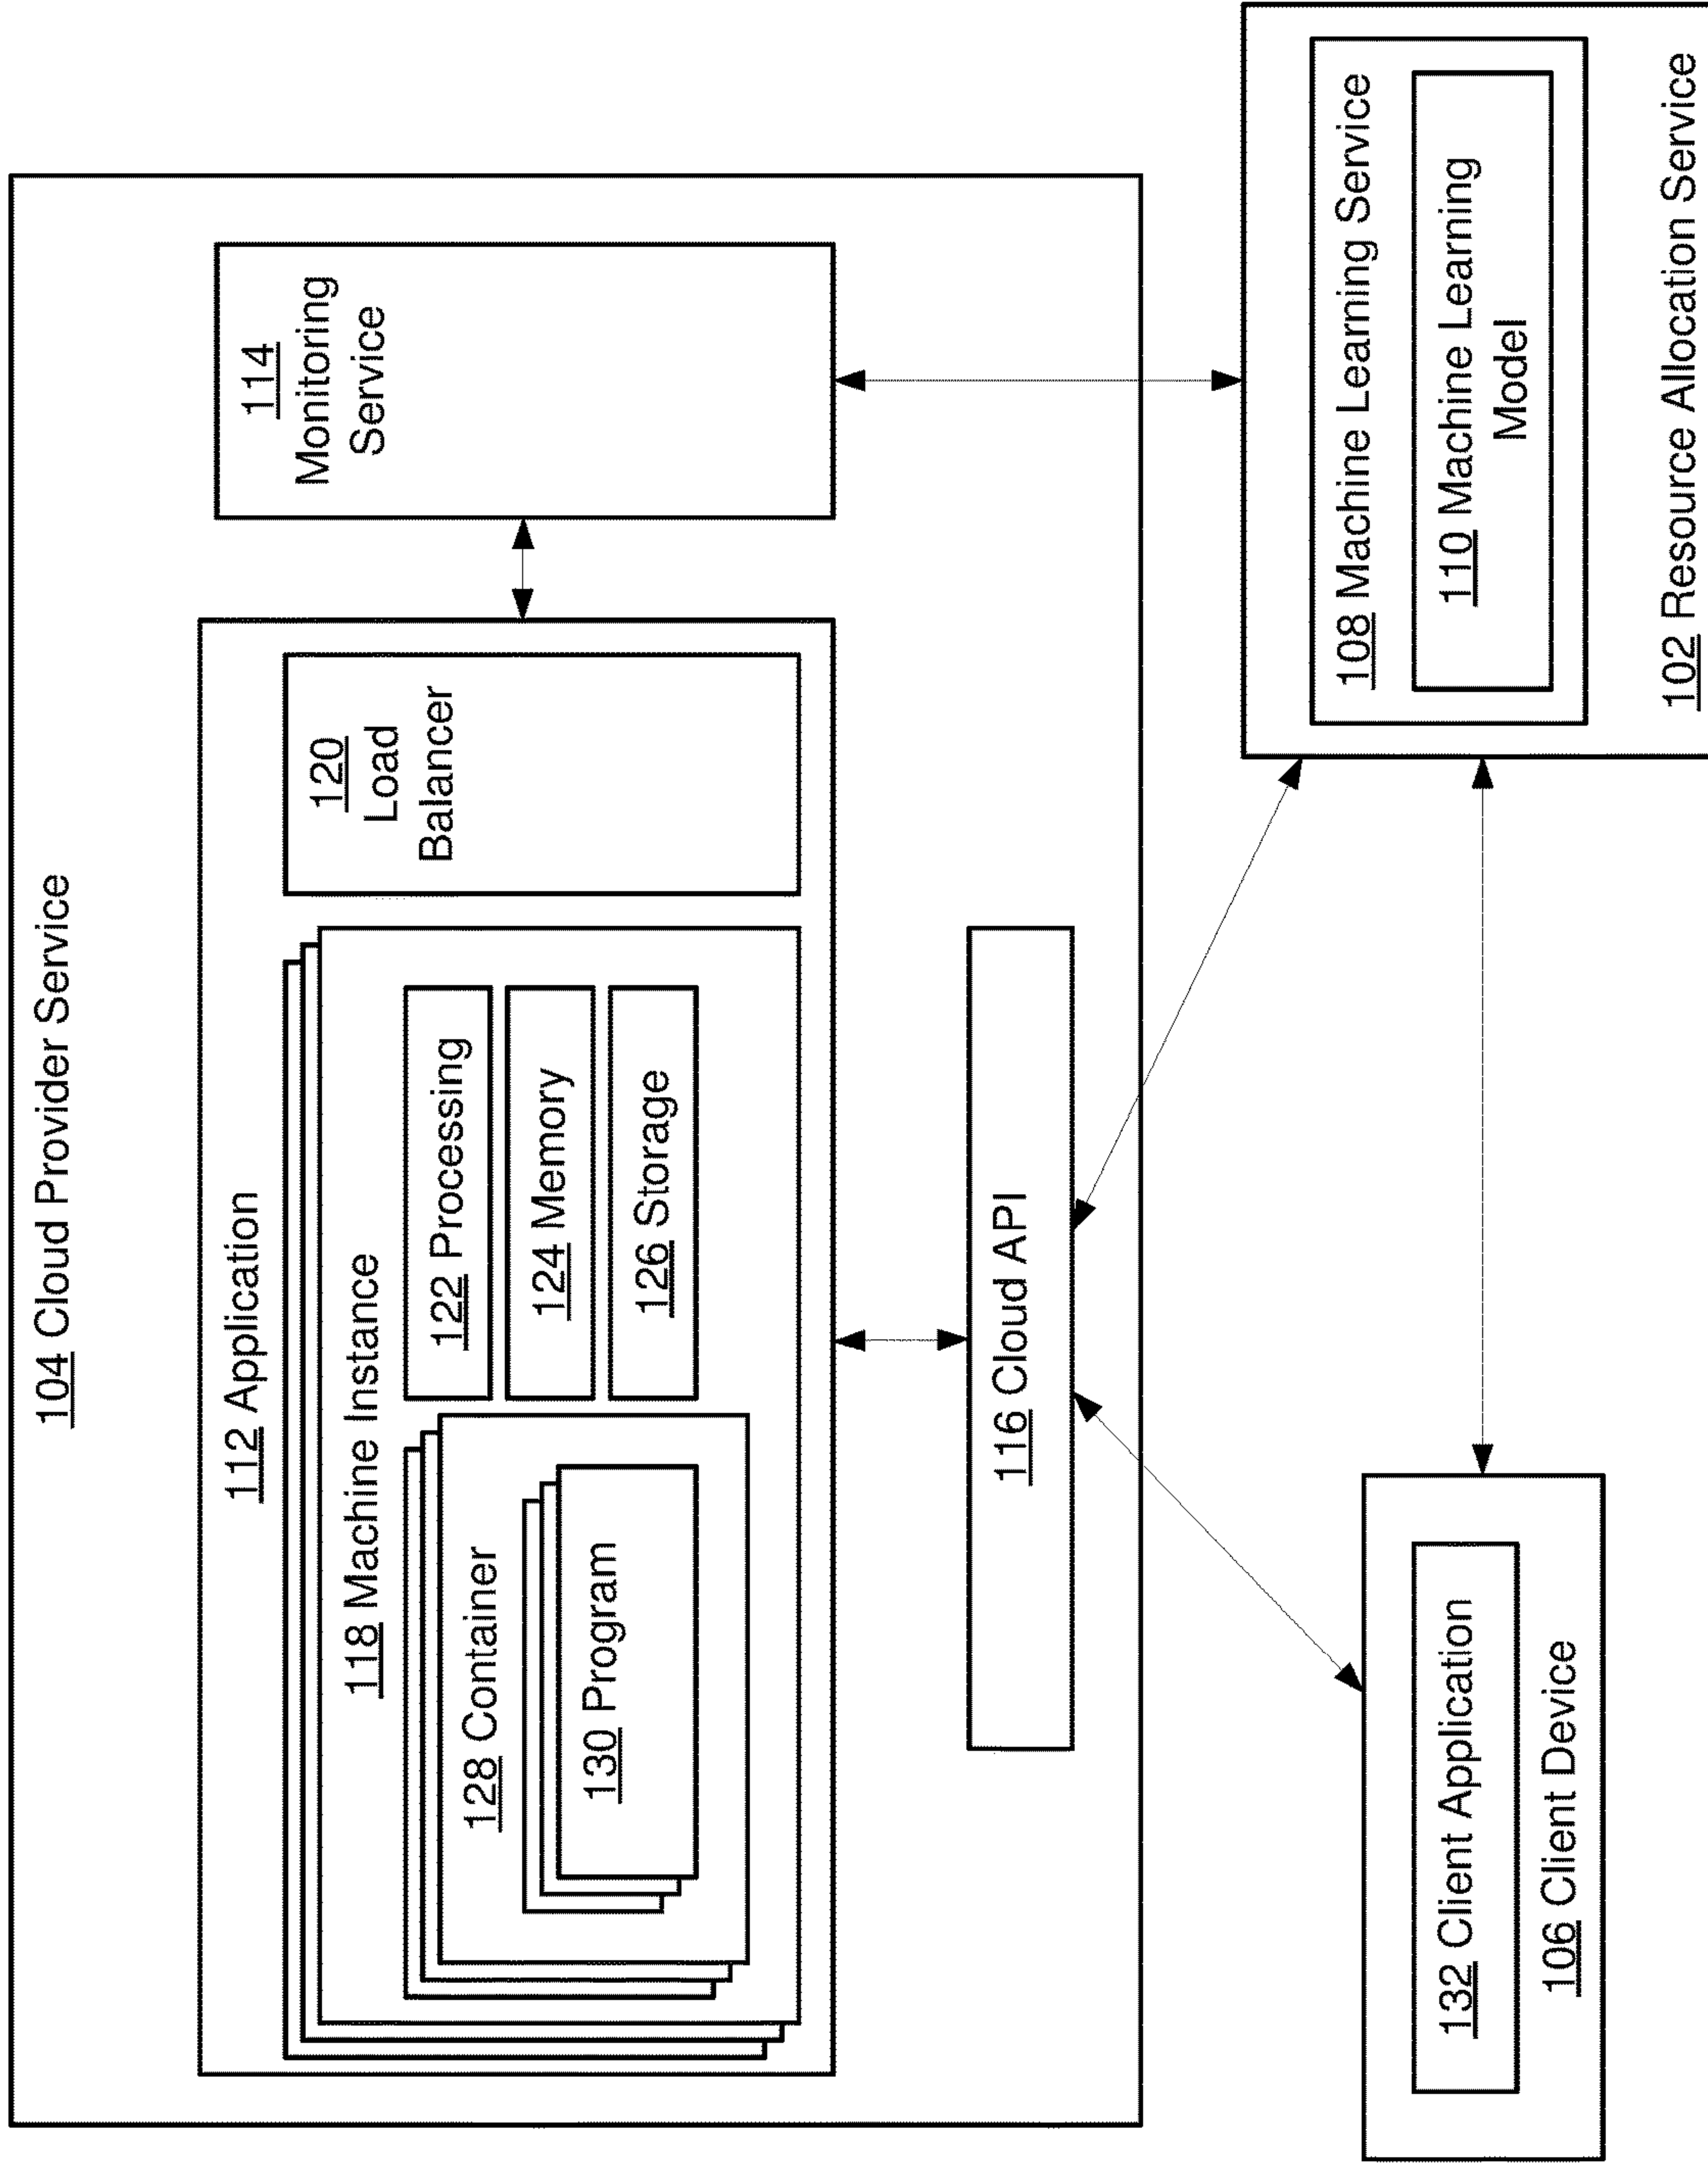 104 Cloud Provider Service
112 Application
118 Machine Instance
128 Container
130 Program
122 Processing
124 Memory
126 Storage
120
Load
Balancer
114
Monitoring
Service
116 Cloud API
132 Client Application
106 Client Device
108 Machine Learning Service
110 Machine Learning
Model
102 Resource Allocation Service